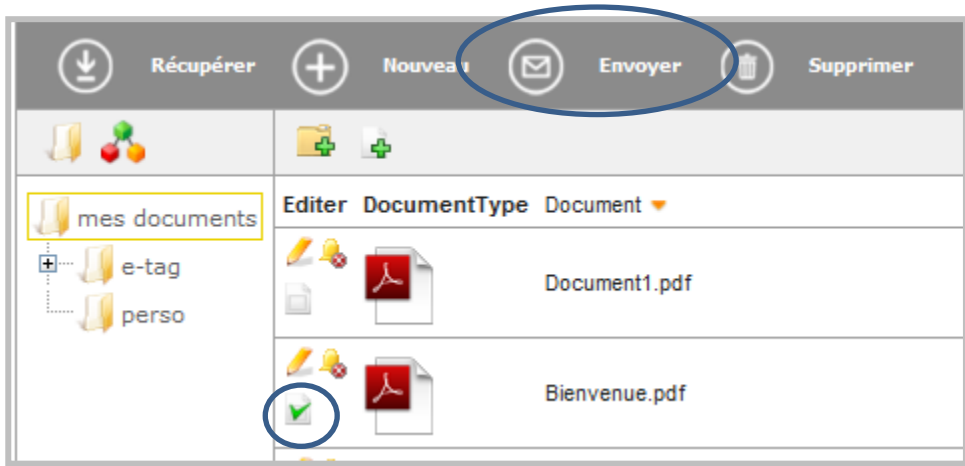 Récupérer Nouveau Envoyer Supprimer
mes documents
e-tag
perso
Editer DocumentType Document
Document1.pdf
Bienvenue.pdf